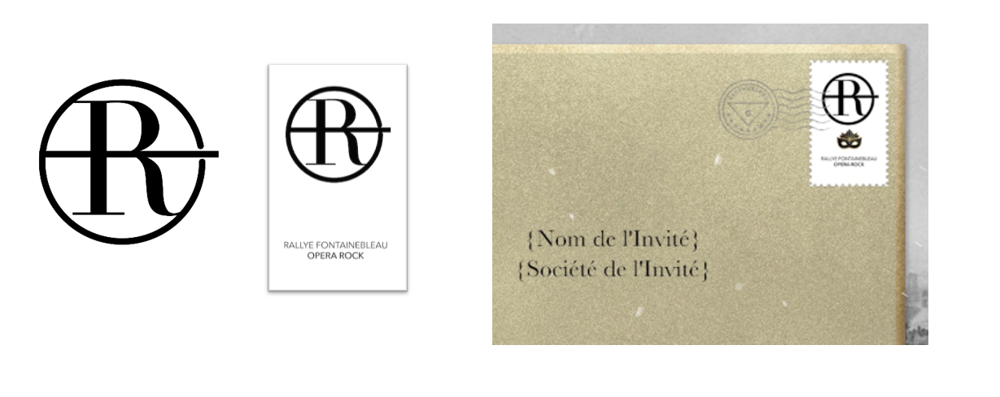 R
R
RALLYE FONTAINEBLEAU
OPERA ROCK
R
RALLYE FONTAINEBLEAU
OPERA ROCK
{Nom de l'Invité}
{Société de l'Invité}